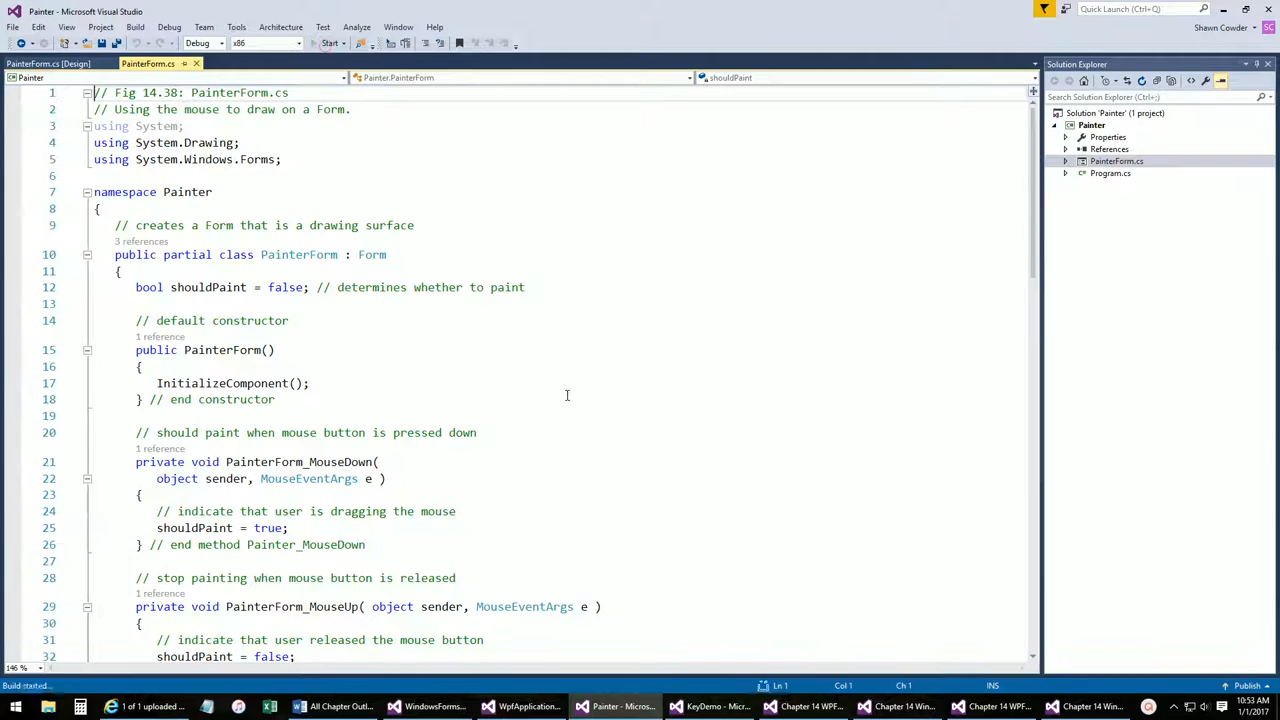 Painter - Microsoft Visual Studio
Quick Launch (Ctrl+Q)
File Edit View Project Build Debug Team Tools Architecture Test Analyze Window Help
Shawn Cowder SC
Debug x86 Start
PainterForm.cs [Design] PainterForm.cs
Solution Explorer
Painter Painter.PainterForm shouldPaint
Search Solution Explorer (Ctrl+;)
Solution 'Painter' (1 project)
Painter
Properties
References
PainterForm.cs
Program.cs
1 // Fig 14.38: PainterForm.cs
2 // Using the mouse to draw on a Form.
3 using System;
4 using System.Drawing;
5 using System.Windows.Forms;
6
7 namespace Painter
8 {
9 // creates a Form that is a drawing surface
3 references
10 public partial class PainterForm : Form
11 {
12 bool shouldPaint = false; // determines whether to paint
13
14 // default constructor
1 reference
15 public PainterForm()
16 {
17 InitializeComponent();
18 } // end constructor
19
20 // should paint when mouse button is pressed down
1 reference
21 private void PainterForm_MouseDown(
22 object sender, MouseEventArgs e )
23 {
24 // indicate that user is dragging the mouse
25 shouldPaint = true;
26 } // end method Painter_MouseDown
27
28 // stop painting when mouse button is released
1 reference
29 private void PainterForm_MouseUp( object sender, MouseEventArgs e )
30 {
31 // indicate that user released the mouse button
32 shouldPaint = false;
146 %
Build started... Ln 1 Col 1 Ch 1 INS Publish
1 of 1 uploaded ... All Chapter Outli... WindowsForms... WpfApplication... Painter - Micros... KeyDemo - Micr... Chapter 14 WPF... Chapter 14 Win... Chapter 14 WPF... Chapter 14 Win...
10:53 AM
1/1/2017